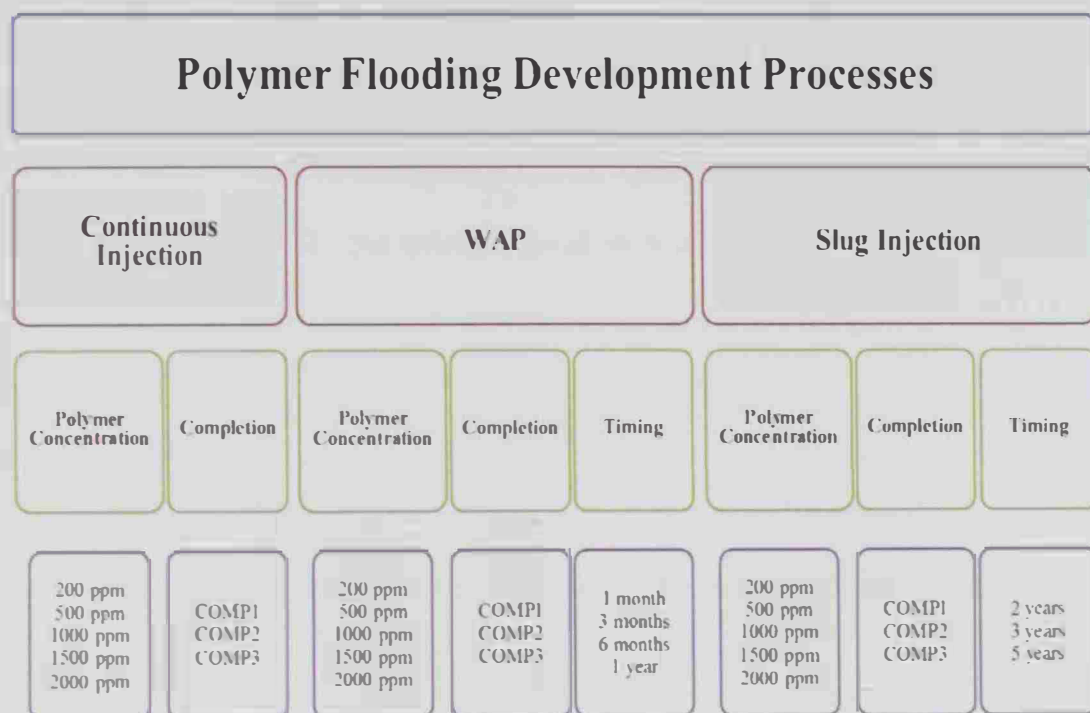 Polymer Flooding Development Processes
Continuous
Injection
WAP
Slug Injection
Polymer
Concentration
Completion
Polymer
Concentration
Completion
Timing
Polymer
Concentration
Completion
Timing
200 ppm
500 ppm
1000 ppm
1500 ppm
2000 ppm
COMP1
COMP2
COMP3
200 ppm
500 ppm
1000 ppm
1500 ppm
2000 ppm
COMP1
COMP2
COMP3
1 month
3 months
6 months
1 year
200 ppm
500 ppm
1000 ppm
1500 ppm
2000 ppm
COMP1
COMP2
COMP3
2 years
3 years
5 years